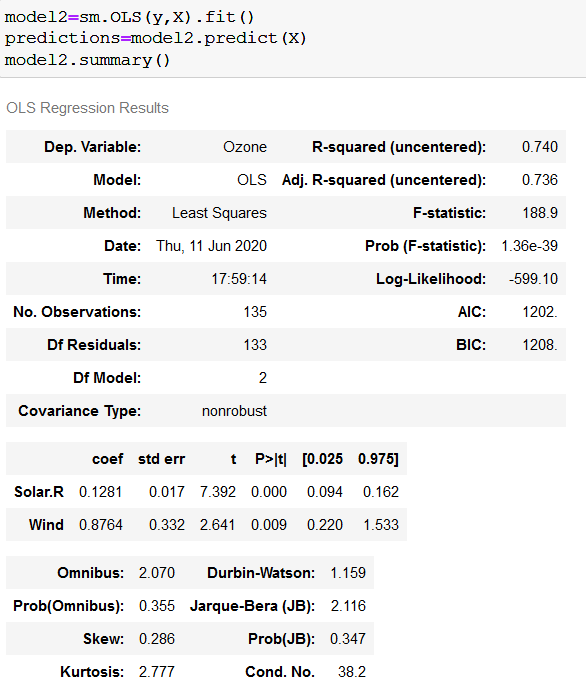 model2=sm.OLS(y,X).fit()
predictions=model2.predict(X)
model2.summary()
OLS Regression Results
Dep. Variable: Ozone R-squared (uncentered): 0.740
Model: OLS Adj. R-squared (uncentered): 0.736
Method: Least Squares F-statistic: 188.9
Date: Thu, 11 Jun 2020 Prob (F-statistic): 1.36e-39
Time: 17:59:14 Log-Likelihood: -599.10
No. Observations: 135 AIC: 1202.
Df Residuals: 133 BIC: 1208.
Df Model: 2
Covariance Type: nonrobust
coef std err t P>|t| [0.025 0.975]
Solar.R 0.1281 0.017 7.392 0.000 0.094 0.162
Wind 0.8764 0.332 2.641 0.009 0.220 1.533
Omnibus: 2.070 Durbin-Watson: 1.159
Prob(Omnibus): 0.355 Jarque-Bera (JB): 2.116
Skew: 0.286 Prob(JB): 0.347
Kurtosis: 2.777 Cond. No. 38.2